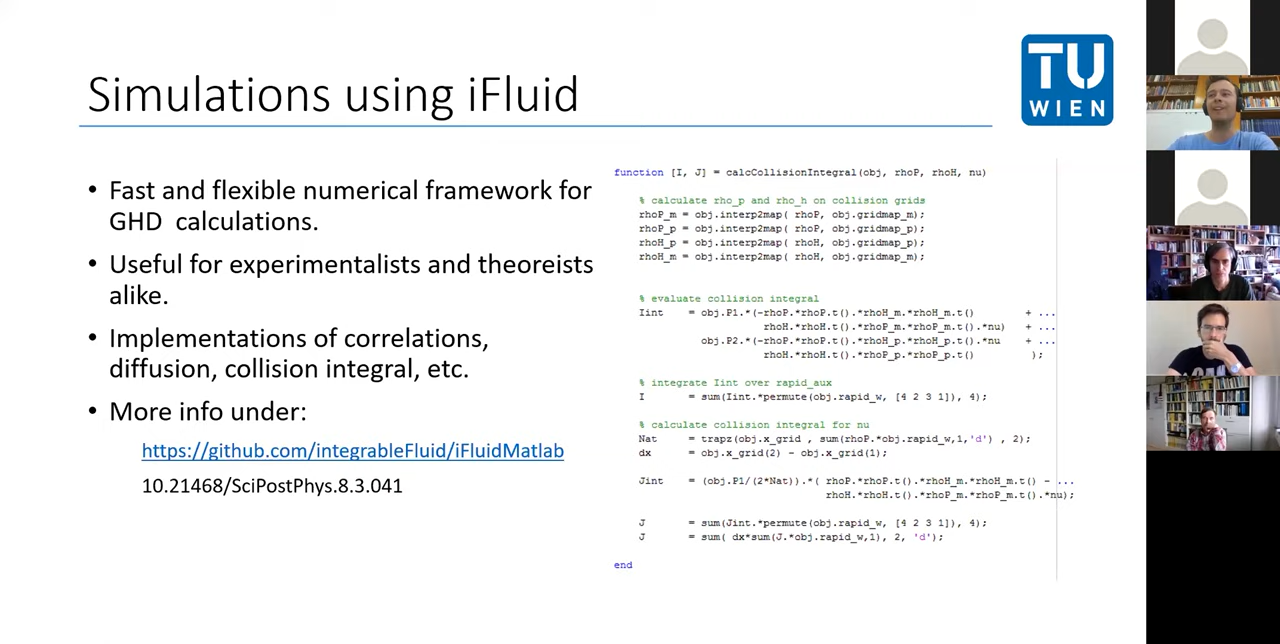 Simulations using iFluid
TU
WIEN
• Fast and flexible numerical framework for
GHD calculations.
• Useful for experimentalists and theoreists
alike.
• Implementations of correlations,
diffusion, collision integral, etc.
• More info under:
https://github.com/integrableFluid/iFluidMatlab
10.21468/SciPostPhys.8.3.041
function [I, J] = calcCollisionIntegral(obj, rhoP, rhoH, nu)
% calculate rho_p and rho_h on collision grids
rhoP_m = obj.interp2map( rhoP, obj.gridmap_m);
rhoP_p = obj.interp2map( rhoP, obj.gridmap_p);
rhoH_p = obj.interp2map( rhoH, obj.gridmap_p);
rhoH_m = obj.interp2map( rhoH, obj.gridmap_m);
% evaluate collision integral
Iint = obj.P1.*(-rhoP.*rhoP.t().*rhoH_m.*rhoH_m.t() + ...
rhoH.*rhoH.t().*rhoP_m.*rhoP_m.t().*nu) + ...
obj.P2.*(-rhoP.*rhoP.t().*rhoH_p.*rhoH_p.t().*nu + ...
rhoH.*rhoH.t().*rhoP_p.*rhoP_p.t() );
% integrate Iint over rapid_aux
I = sum(Iint.*permute(obj.rapid_w, [4 2 3 1]), 4);
% calculate collision integral for nu
Nat = trapz(obj.x_grid , sum(rhoP.*obj.rapid_w,1,'d') , 2);
dx = obj.x_grid(2) - obj.x_grid(1);
Jint = (obj.P1/(2*Nat)).*( rhoP.*rhoP.t().*rhoH_m.*rhoH_m.t() - ...
rhoH.*rhoH.t().*rhoP_m.*rhoP_m.t().*nu);
J = sum(Jint.*permute(obj.rapid_w, [4 2 3 1]), 4);
J = sum( dx*sum(J.*obj.rapid_w,1), 2, 'd');
end